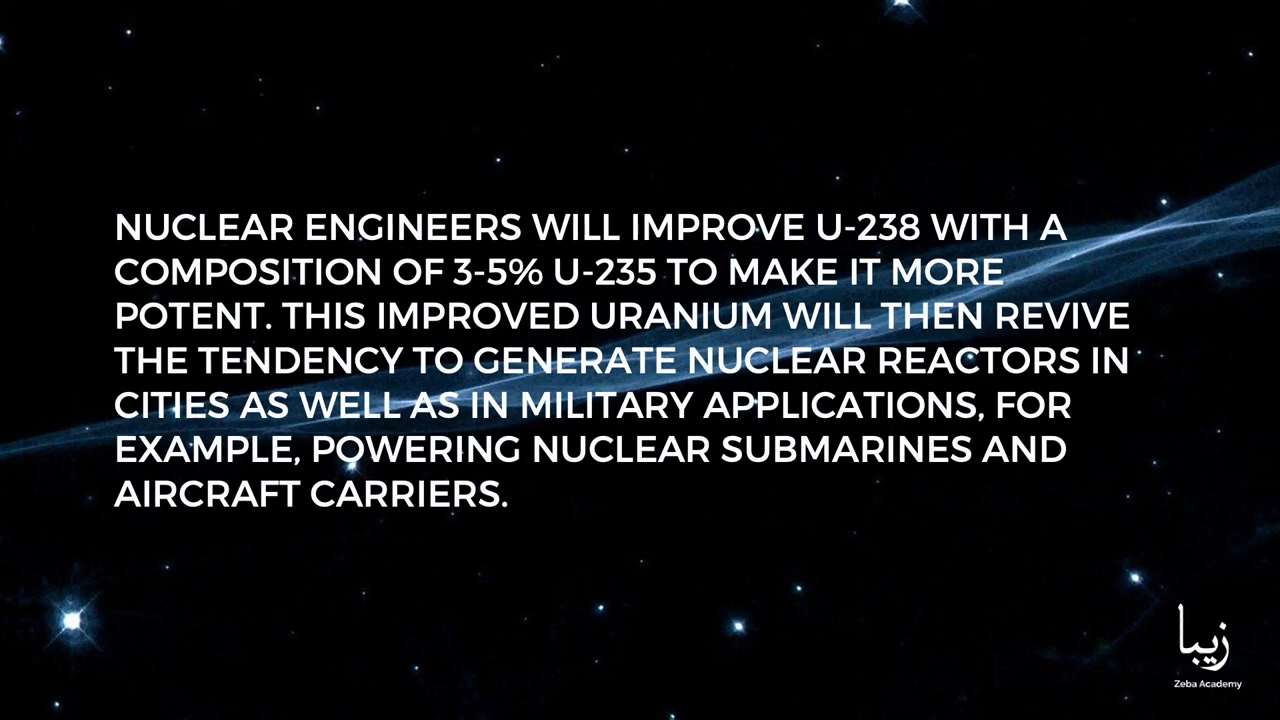 NUCLEAR ENGINEERS WILL IMPROVE U-238 WITH A
COMPOSITION OF 3-5% U-235 TO MAKE IT MORE
POTENT. THIS IMPROVED URANIUM WILL THEN REVIVE
THE TENDENCY TO GENERATE NUCLEAR REACTORS IN
CITIES AS WELL AS IN MILITARY APPLICATIONS, FOR
EXAMPLE, POWERING NUCLEAR SUBMARINES AND
AIRCRAFT CARRIERS.
زیبا
Zeba Academy